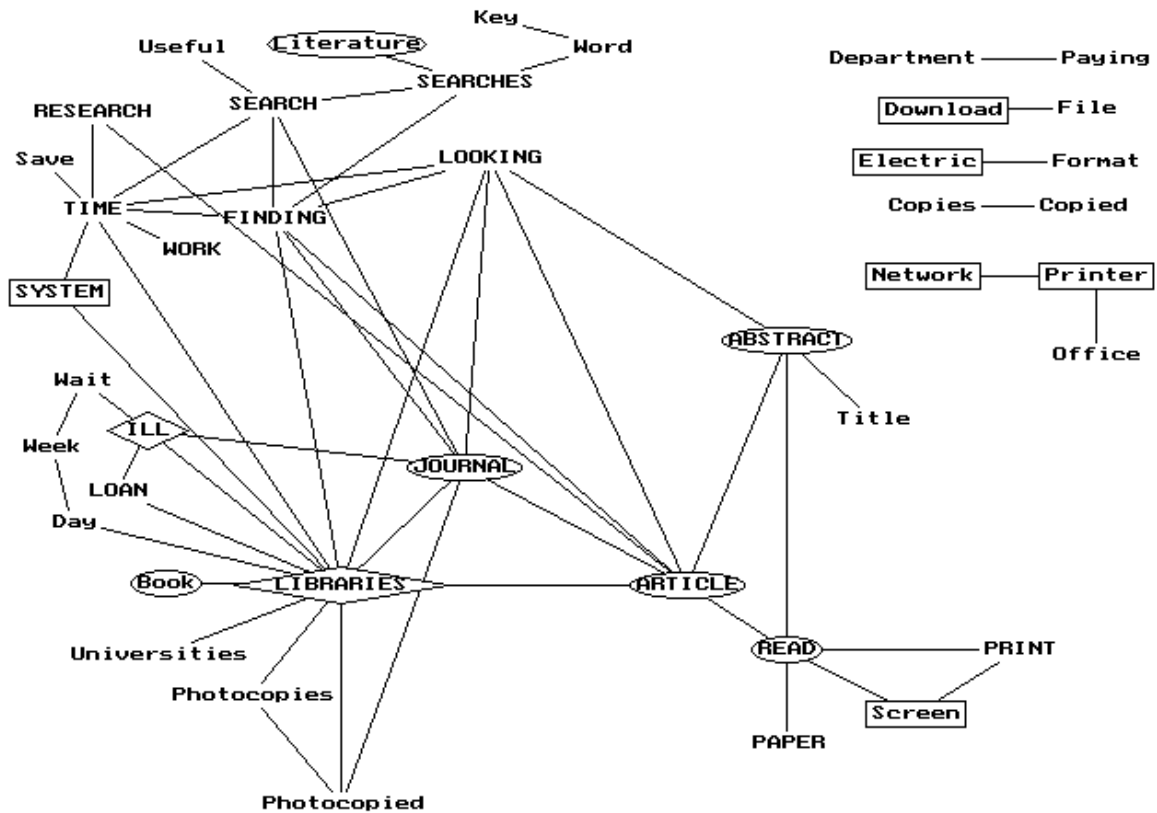 Key
Useful
Literature
Word
Department
Paying
SEARCHES
RESEARCH
SEARCH
Download
File
Save
LOOKING
Electric
Format
TIME
FINDING
Copies
Copied
WORK
SYSTEM
Network
Printer
ABSTRACT
Office
Wait
Title
ILL
Week
JOURNAL
LOAN
Day
Book
LIBRARIES
ARTICLE
Universities
READ
PRINT
Photocopies
Screen
PAPER
Photocopied